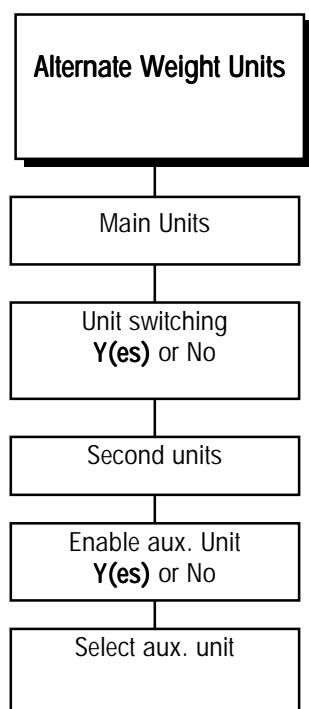 Alternate Weight Units
Main Units
Unit switching
Y(es) or No
Second units
Enable aux. Unit
Y(es) or No
Select aux. unit